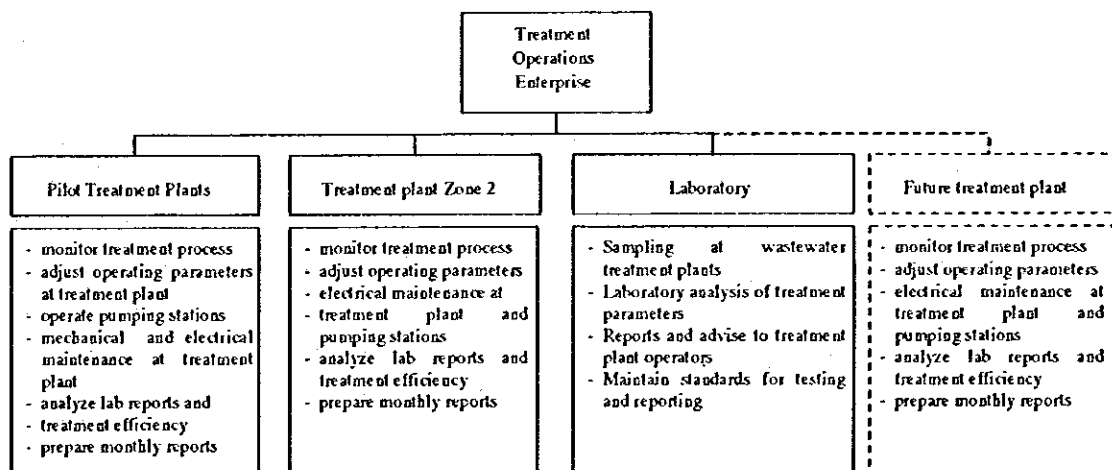 Treatment
Operations
Enterprise
Pilot Treatment Plants
- monitor treatment process
- adjust operating parameters
at treatment plant
- operate pumping stations
- mechanical and electrical
maintenance at treatment
plant
- analyze lab reports and
- treatment efficiency
- prepare monthly reports
Treatment plant Zone 2
- monitor treatment process
- adjust operating parameters
- electrical maintenance at
- treatment plant and
pumping stations
- analyze lab reports and
treatment efficiency
- prepare monthly reports
Laboratory
- Sampling at wastewater
treatment plants
- Laboratory analysis of treatment
parameters
- Reports and advise to treatment
plant operators
- Maintain standards for testing
and reporting
Future treatment plant
- monitor treatment process
- adjust operating parameters
- electrical maintenance at
treatment plant and
pumping stations
- analyze lab reports and
treatment efficiency
- prepare monthly reports